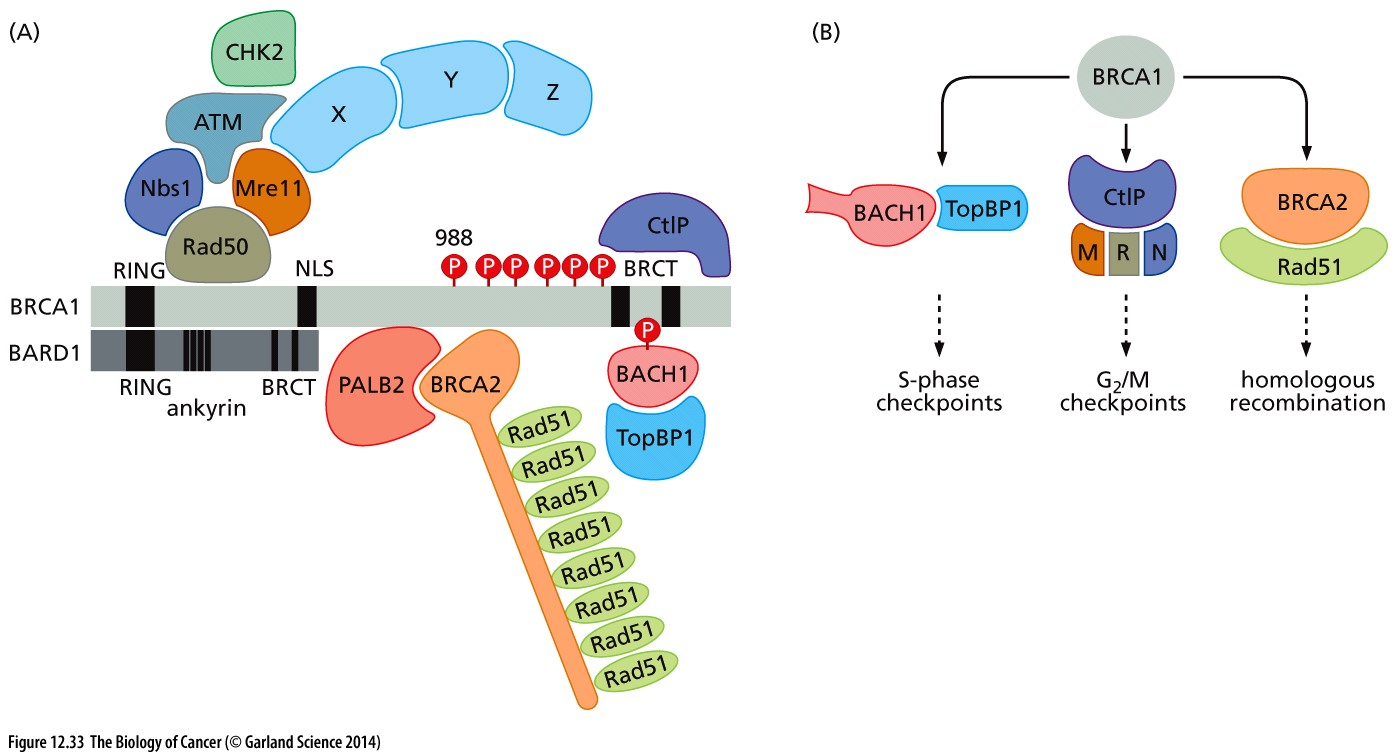 (A)
CHK2
ATM
X
Y
Z
Nbs1
Mre11
Rad50
CtIP
988
RING
NLS
P
P
P
P
P
P
BRCT
BRCA1
BARD1
P
RING
ankyrin
BRCT
PALB2
BRCA2
BACH1
TopBP1
Rad51
Rad51
Rad51
Rad51
Rad51
Rad51
Rad51
Rad51
(B)
BRCA1
BACH1
TopBP1
CtIP
M
R
N
BRCA2
Rad51
S-phase
checkpoints
G2/M
checkpoints
homologous
recombination
Figure 12.33 The Biology of Cancer (© Garland Science 2014)